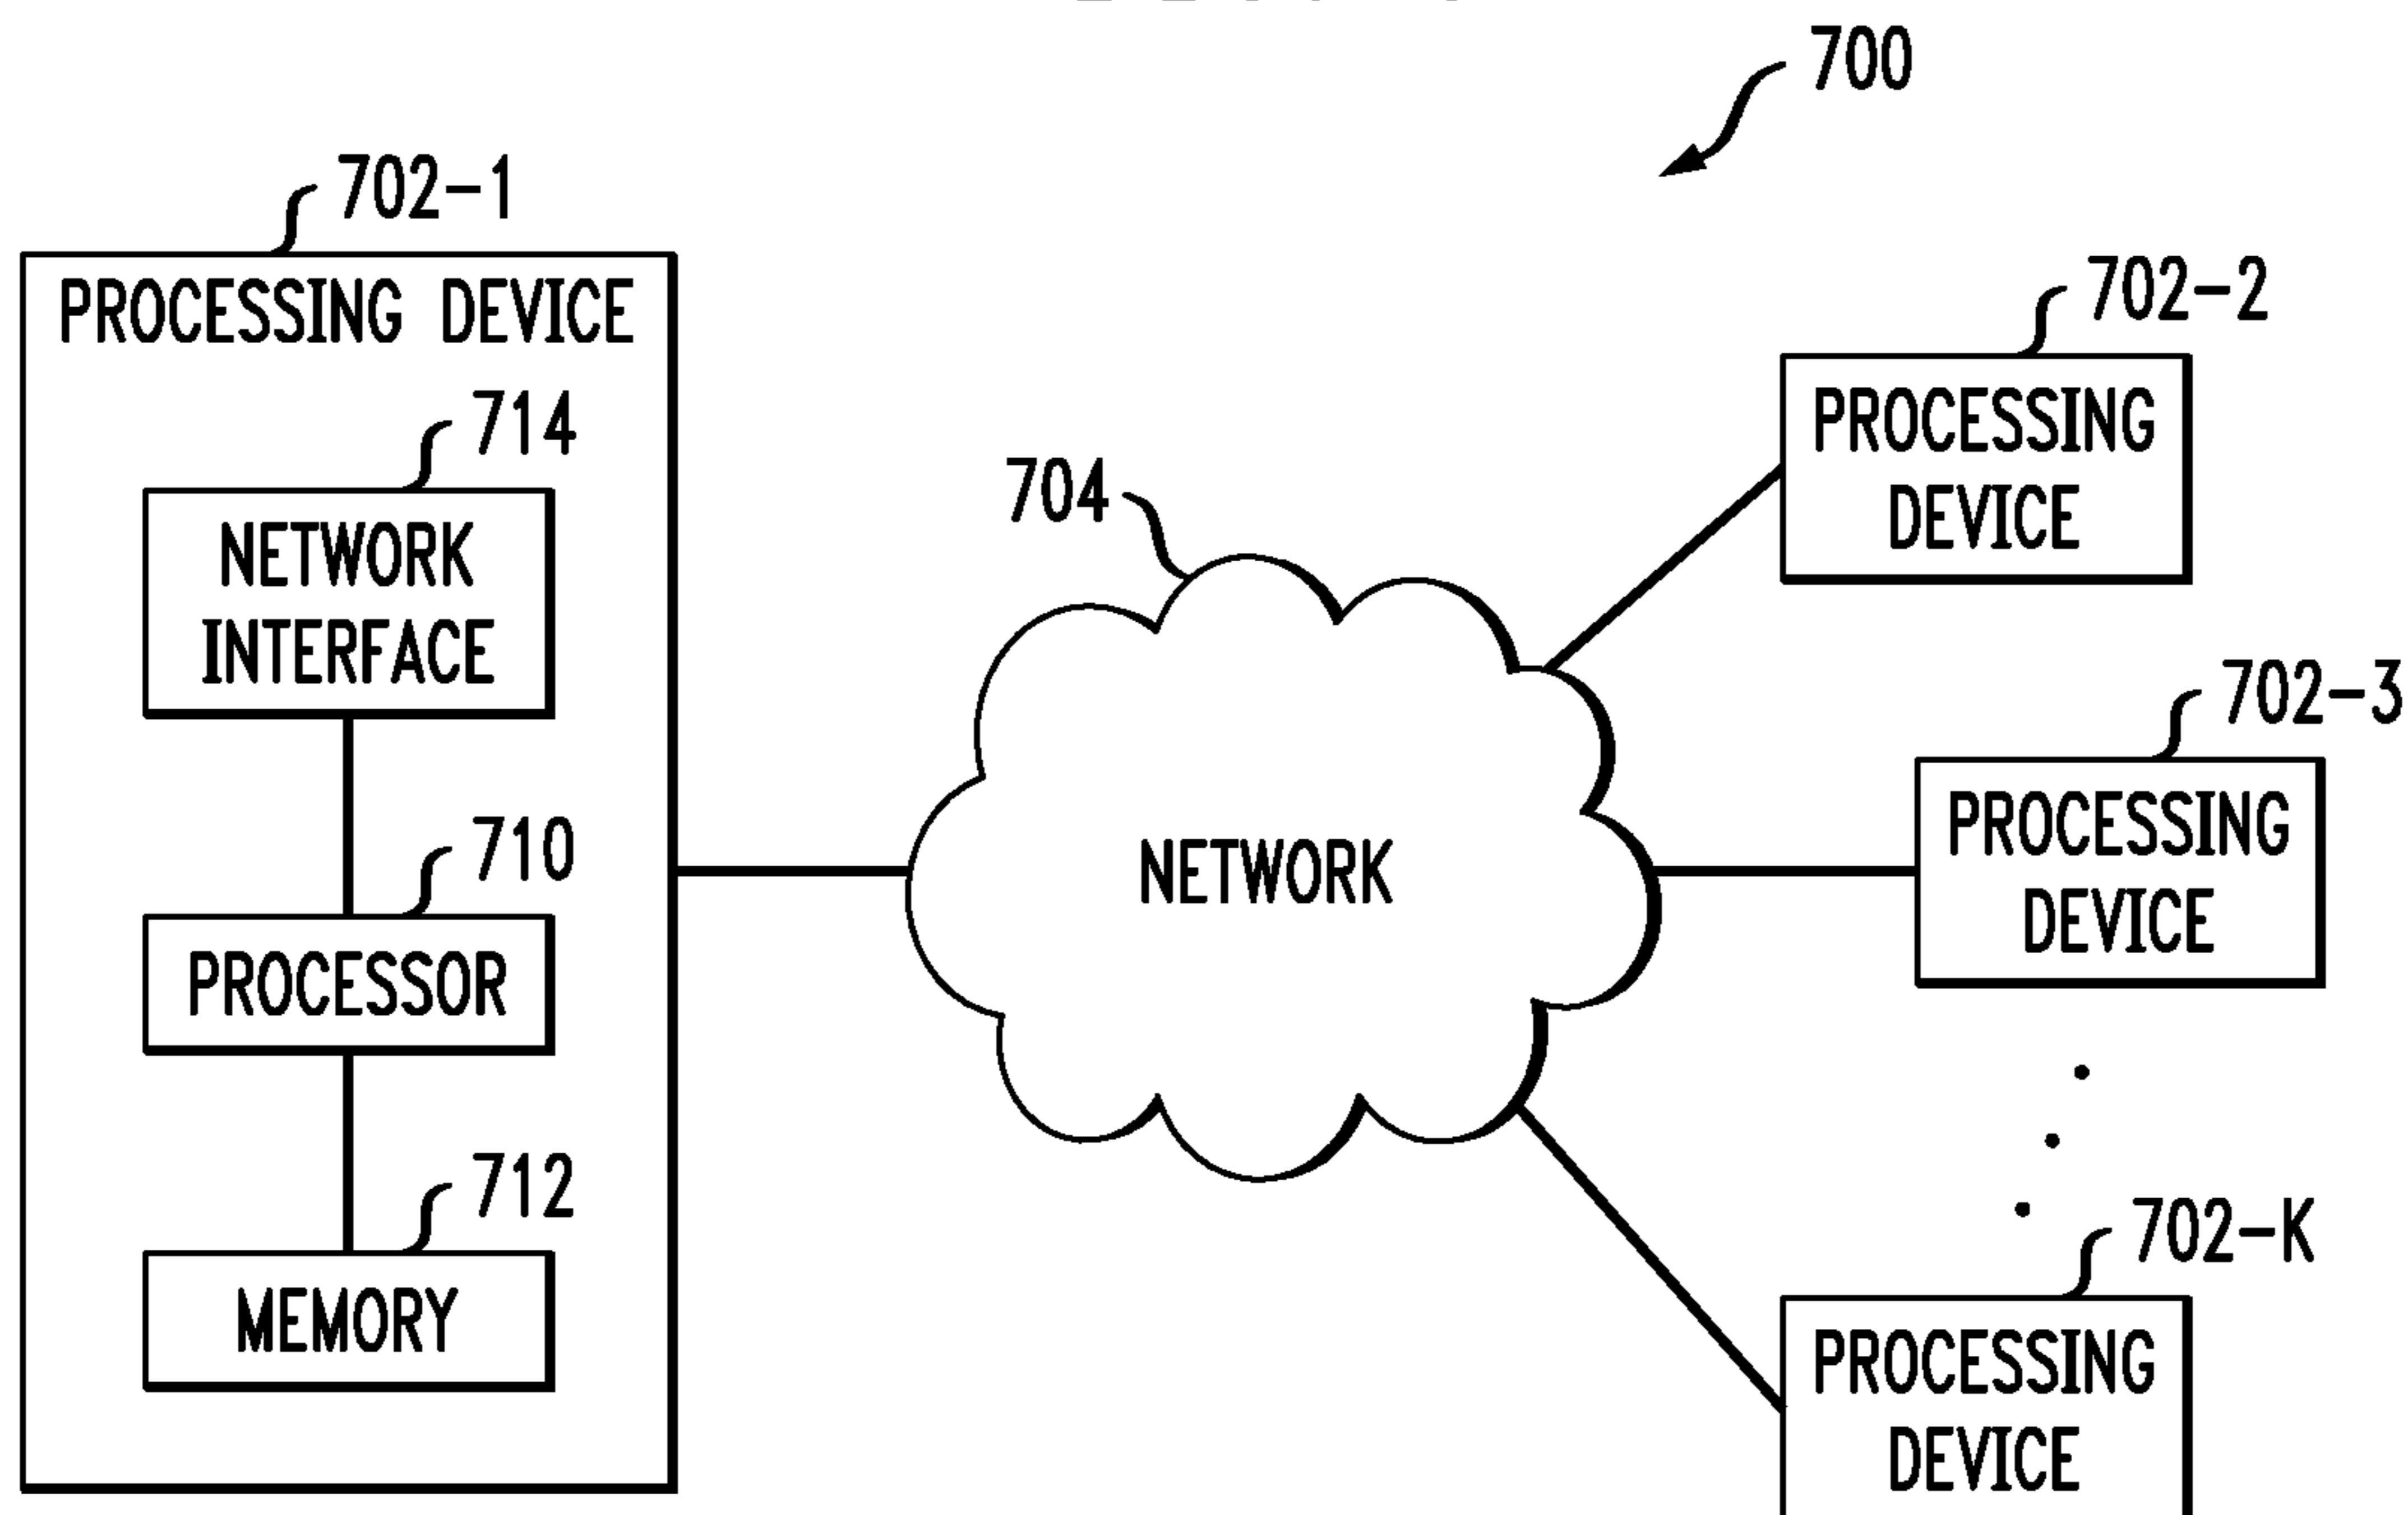 700
702-1
PROCESSING DEVICE
714
NETWORK
INTERFACE
710
PROCESSOR
712
MEMORY
704
NETWORK
702-2
PROCESSING
DEVICE
702-3
PROCESSING
DEVICE
702-K
PROCESSING
DEVICE